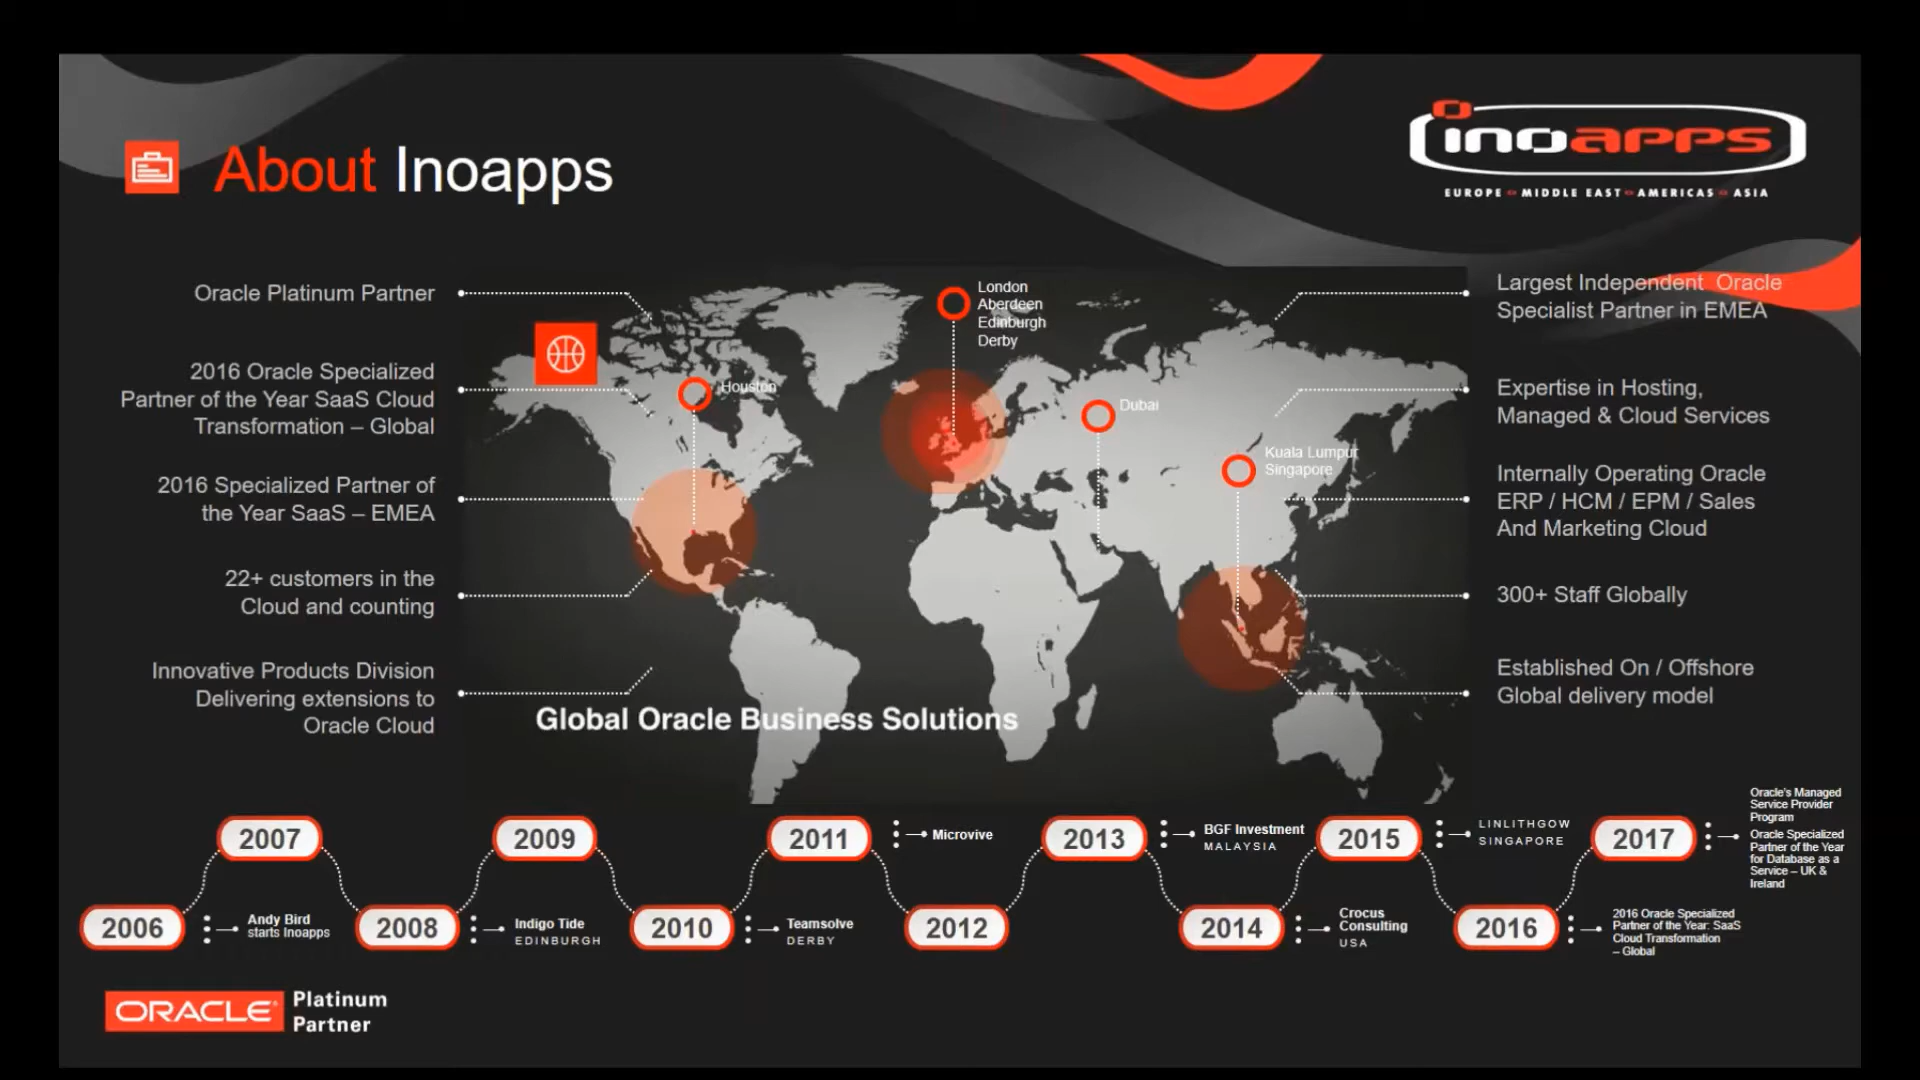 About Inoapps
inoapps
EUROPE MIDDLE EAST AMERICAS ASIA
Oracle Platinum Partner
2016 Oracle Specialized
Partner of the Year SaaS Cloud
Transformation – Global
2016 Specialized Partner of
the Year SaaS – EMEA
22+ customers in the
Cloud and counting
Innovative Products Division
Delivering extensions to
Oracle Cloud
Houston
London
Aberdeen
Edinburgh
Derby
Dubai
Kuala Lumpur
Singapore
Global Oracle Business Solutions
Largest Independent Oracle
Specialist Partner in EMEA
Expertise in Hosting,
Managed & Cloud Services
Internally Operating Oracle
ERP / HCM / EPM / Sales
And Marketing Cloud
300+ Staff Globally
Established On / Offshore
Global delivery model
2006
Andy Bird
starts Inoapps
2007
2008
Indigo Tide
EDINBURGH
2009
2010
Teamsolve
DERBY
2011
Microvive
2012
2013
BGF Investment
MALAYSIA
2014
Crocus
Consulting
USA
2015
LINLITHGOW
SINGAPORE
2016
2016 Oracle Specialized
Partner of the Year: SaaS
Cloud Transformation
– Global
2017
Oracle's Managed
Service Provider
Program
Oracle Specialized
Partner of the Year
for Database as a
Service – UK &
Ireland
ORACLE Platinum
Partner